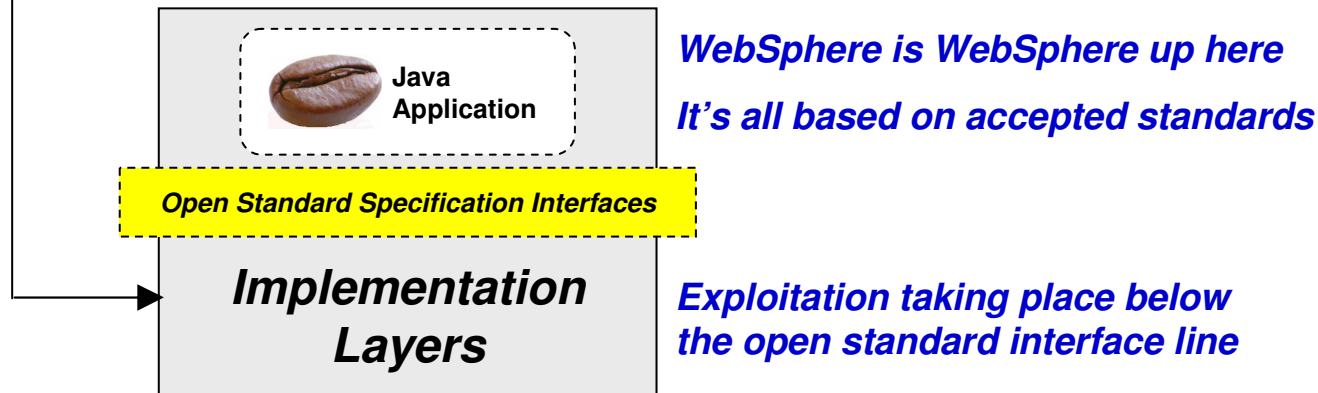 WebSphere is WebSphere up here
Java
Application
It's all based on accepted standards
Open Standard Specification Interfaces
Implementation
Layers
Exploitation taking place below
the open standard interface line